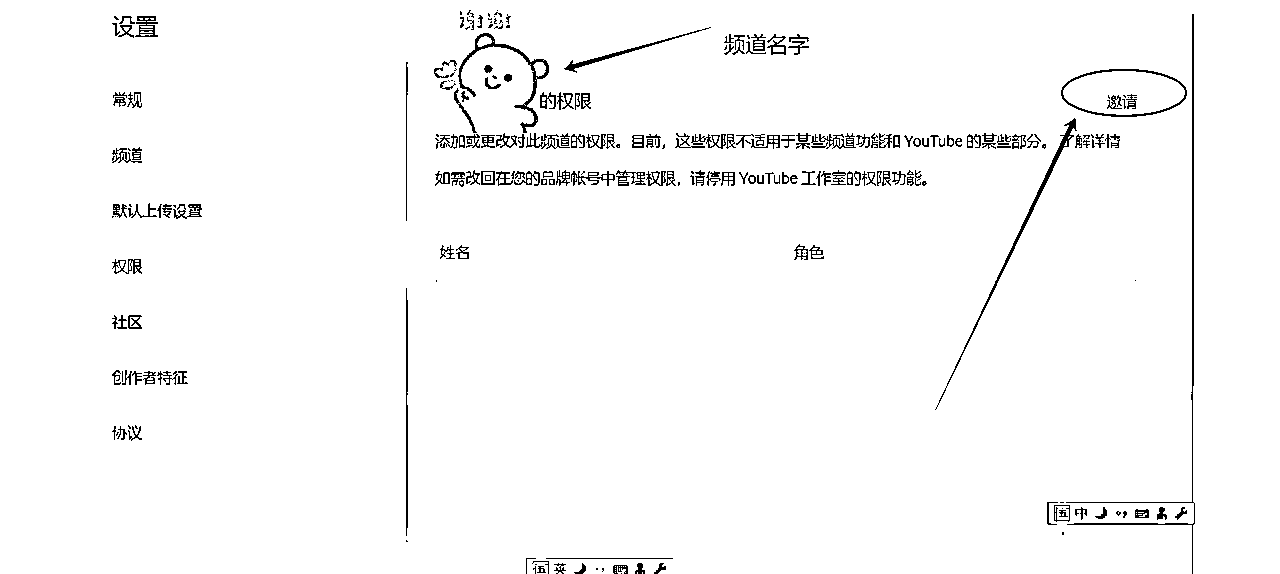 设置
谢谢
频道名字
常规
的权限
邀请
添加或更改对此频道的权限。目前，这些权限不适用于某些频道功能和 YouTube 的某些部分。 了解详情
频道
如需改回在您的品牌帐号中管理权限，请停用 YouTube 工作室的权限功能。
默认上传设置
姓名
角色
权限
社区
创作者特征
协议
五 中
五 英